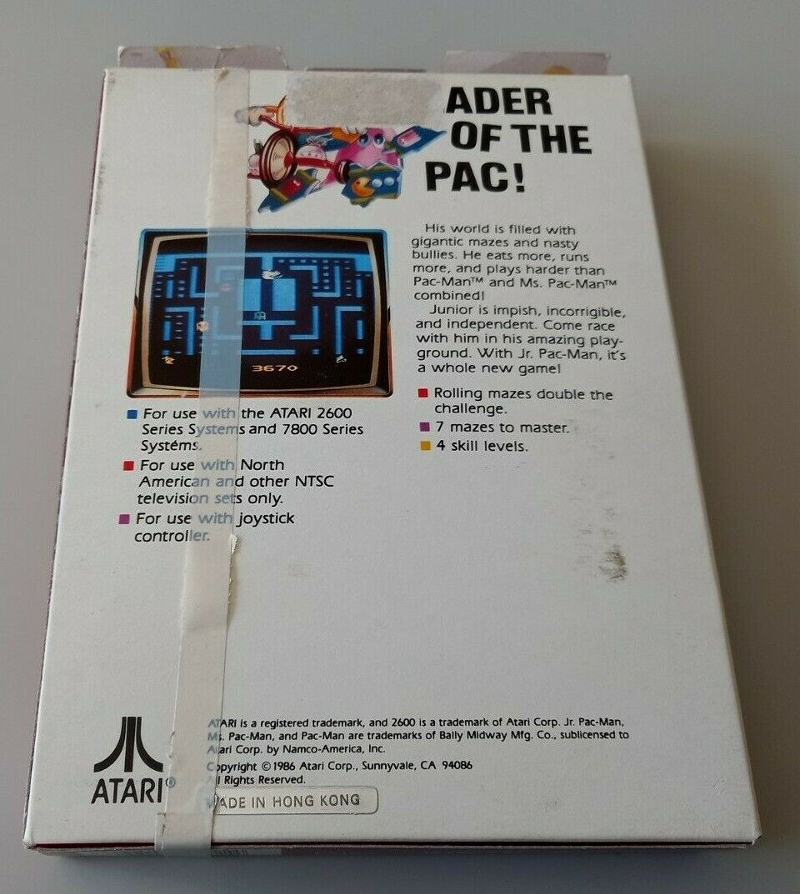 ADER
OF THE
PAC!
His world is filled with
gigantic mazes and nasty
bullies. He eats more, runs
more, and plays harder than
Pac-Man™ and Ms. Pac-Man™
combined!
Junior is impish, incorrigible,
and independent. Come race
with him in his amazing play-
ground. With Jr. Pac-Man, it's
a whole new game!
Rolling mazes double the
challenge.
7 mazes to master.
4 skill levels.
3670
For use with the ATARI 2600
Series Systems and 7800 Series
Systéms.
For use with North
American and other NTSC
television sets only.
For use with joystick
controller.
ATARI®
ATARI is a registered trademark, and 2600 is a trademark of Atari Corp. Jr. Pac-Man,
Ms. Pac-Man, and Pac-Man are trademarks of Bally Midway Mfg. Co., sublicensed to
Atari Corp. by Namco-America, Inc.
Copyright ©1986 Atari Corp., Sunnyvale, CA 94086
All Rights Reserved.
MADE IN HONG KONG